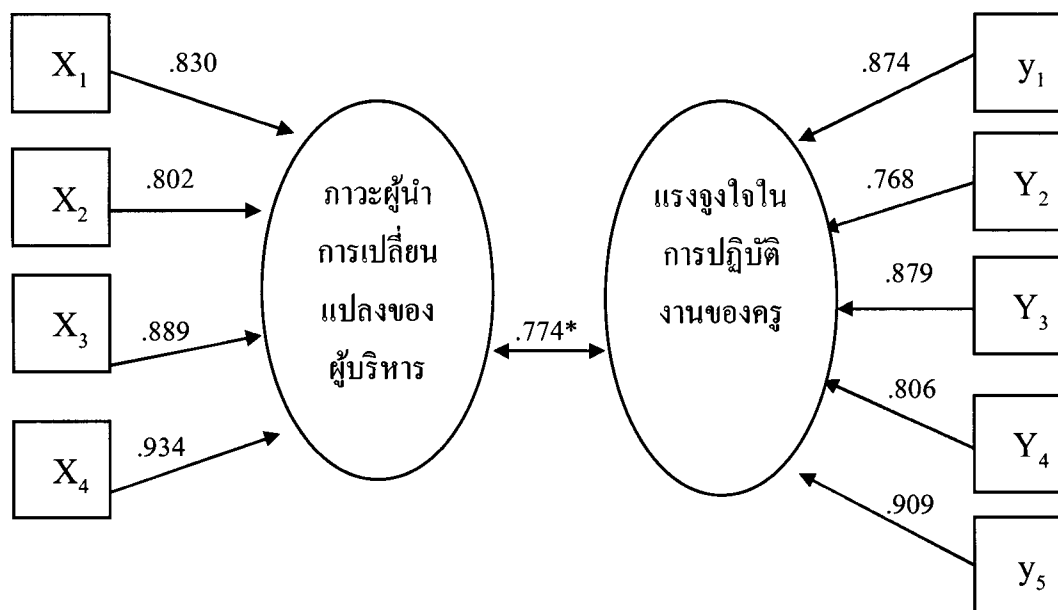 X₁
.830
X₂
.802
X₃
.889
X₄
.934
ภาวะผู้นำ
การเปลี่ยน
แปลงของ
ผู้บริหาร
.774*
แรงจูงใจใน
การปฏิบัติ
งานของครู
.874
y₁
.768
Y₂
.879
Y₃
.806
Y₄
.909
y₅